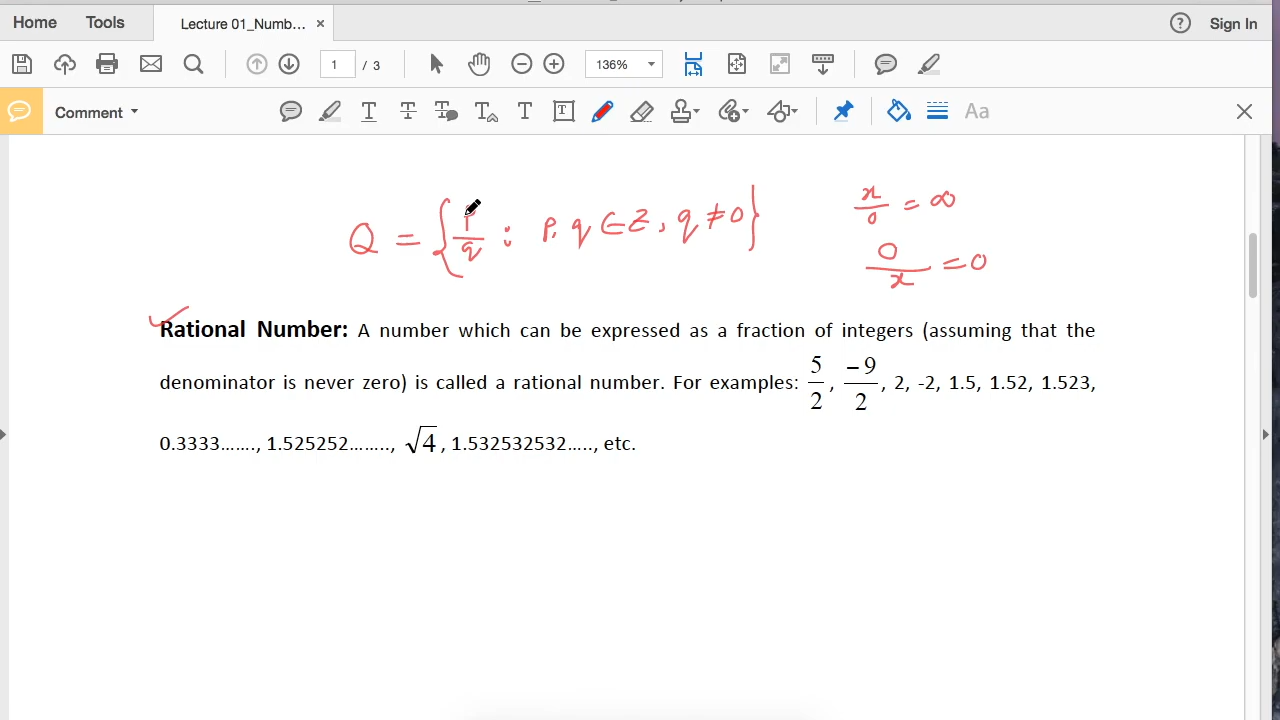 Home Tools Lecture 01_Numb... × ? Sign In
1 / 3 136%
Comment T T T T T Aa
Q = { p/q : p, q ∈ Z, q ≠ 0 } x/0 = ∞
0/x = 0
Rational Number: A number which can be expressed as a fraction of integers (assuming that the
denominator is never zero) is called a rational number. For examples: 5/2, −9/2, 2, -2, 1.5, 1.52, 1.523,
0.3333......., 1.525252........, √4, 1.532532532....., etc.